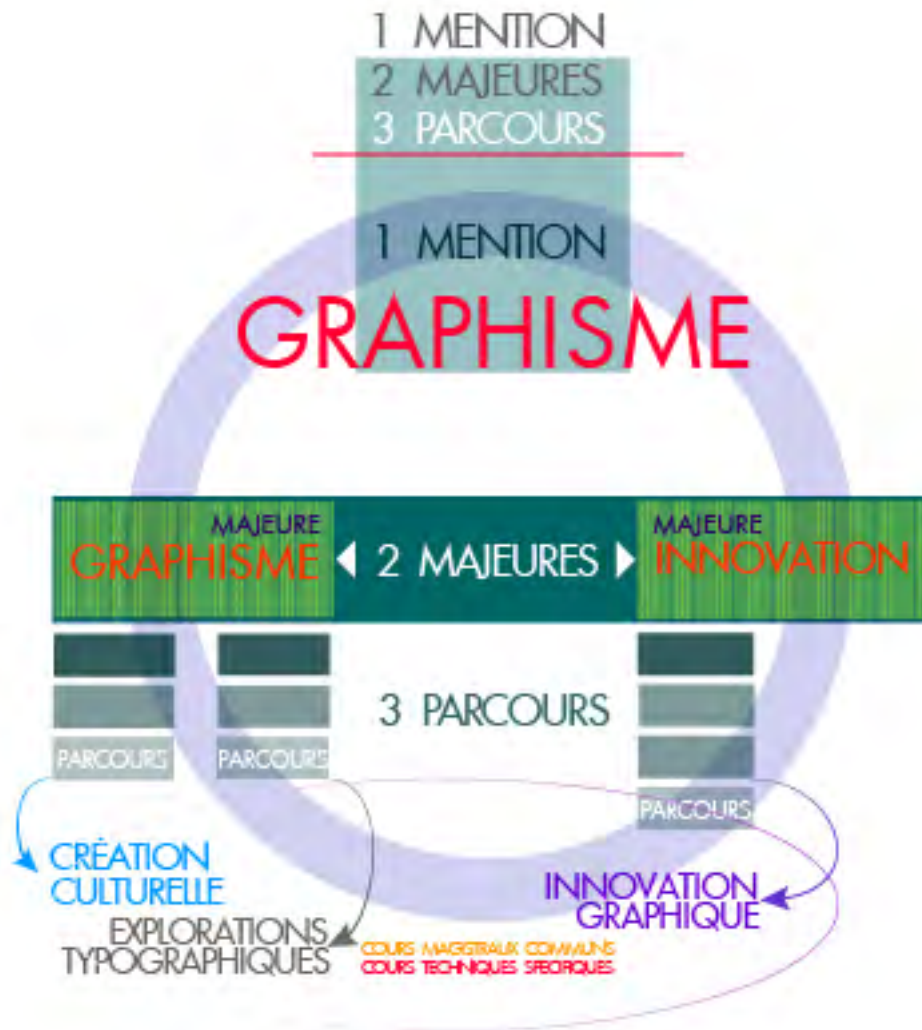 1 MENTION
2 MAJEURES
3 PARCOURS
1 MENTION
GRAPHISME
MAJEURE
GRAPHISME
2 MAJEURES
MAJEURE
INNOVATION
3 PARCOURS
PARCOURS
PARCOURS
PARCOURS
CRÉATION
CULTURELLE
EXPLORATIONS
TYPOGRAPHIQUES
INNOVATION
GRAPHIQUE
COURS MAGISTRAUX COMMUNS
COURS TECHNIQUES SPECIFIQUES